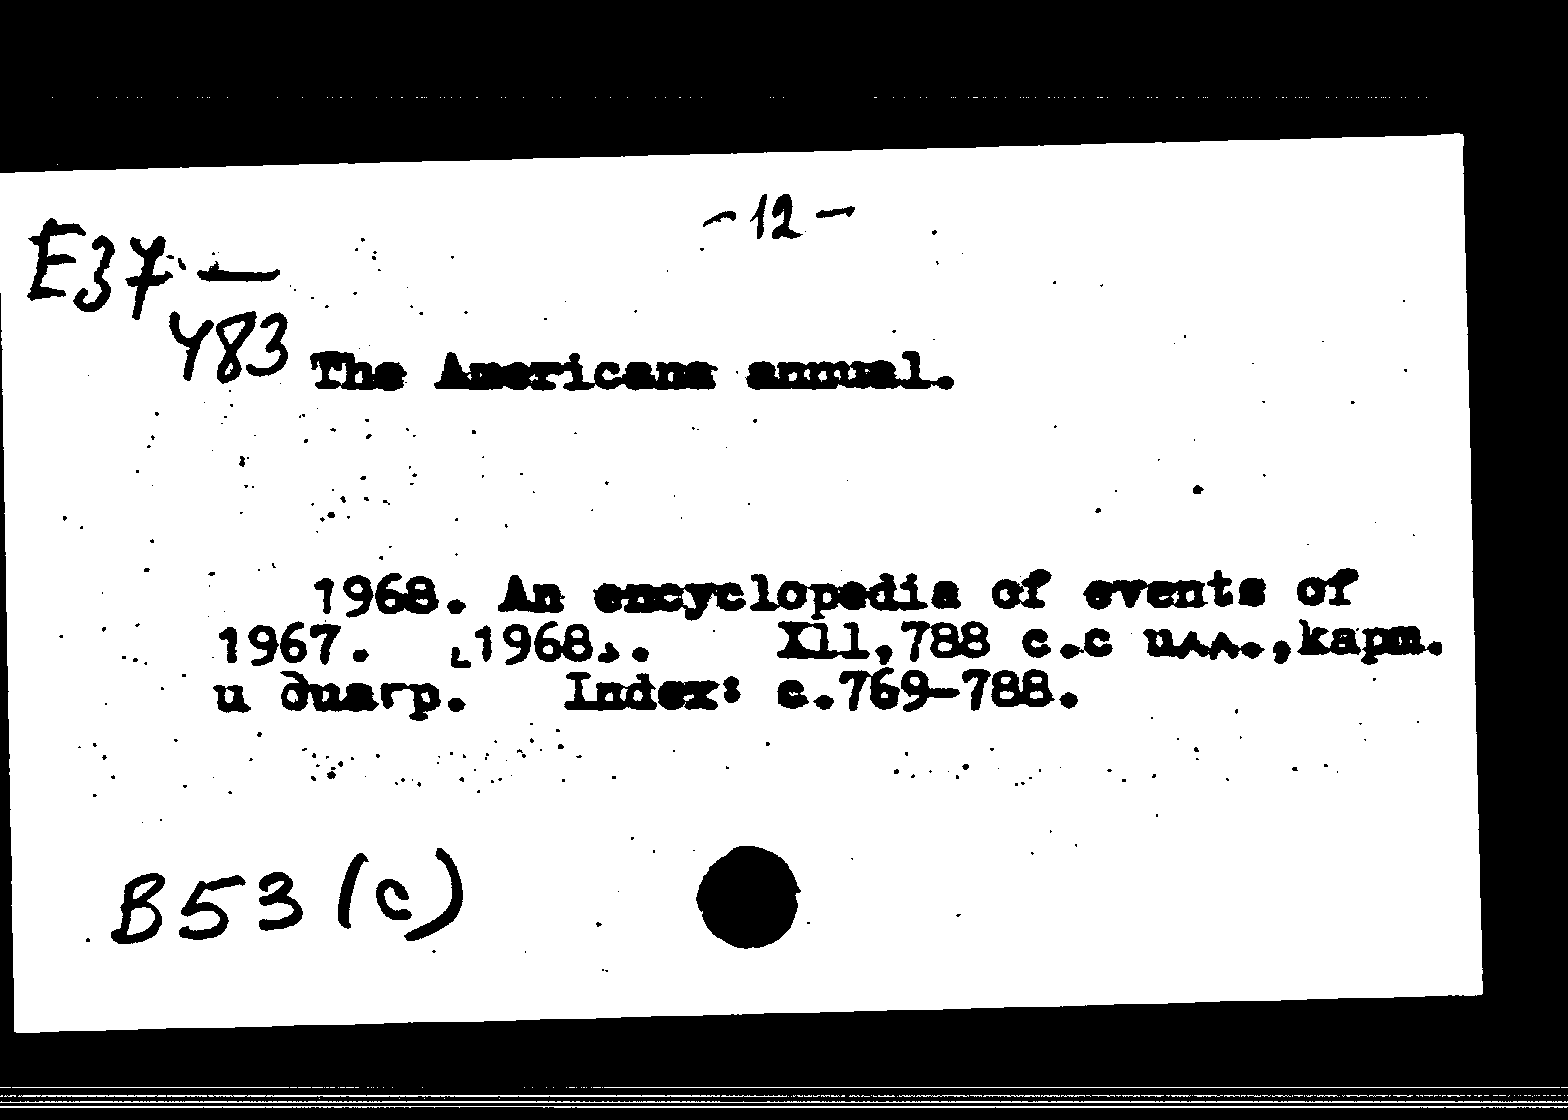 -12-
E37 —
483
The Americana annual.
1968. An encyclopedia of events of
1967. [1968]. XII,788 с.с илл.,карт.
и диагр. Index: с.769-788.
B53(c)